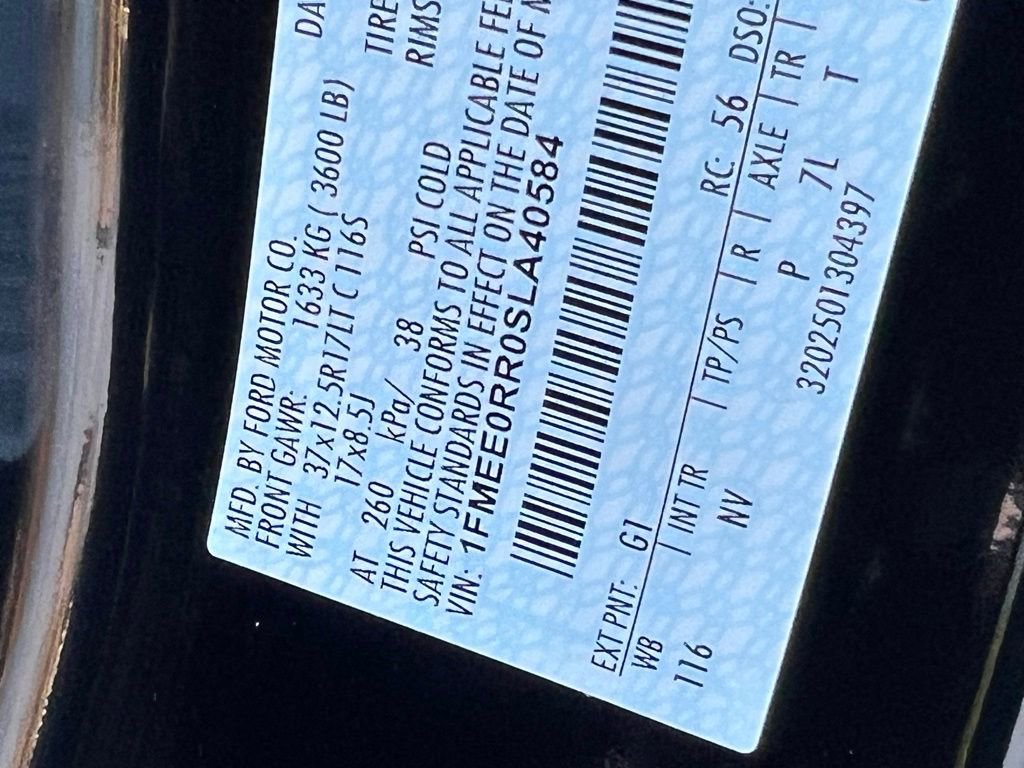 MFD. BY FORD MOTOR CO. DA
FRONT GAWR: 1633 KG ( 3600 LB)
WITH 37x12.5R17LT C 116S TIRE
17x8.5J RIMS
AT 260 kPa/ 38 PSI COLD
THIS VEHICLE CONFORMS TO ALL APPLICABLE FE
SAFETY STANDARDS IN EFFECT ON THE DATE OF M
VIN: 1FMEE0RR0SLA40584
EXT PNT: G1 RC: 56 DSO:
WB | INT TR | TP/PS | R | AXLE | TR |
116 NV P 7L T
3202501304397